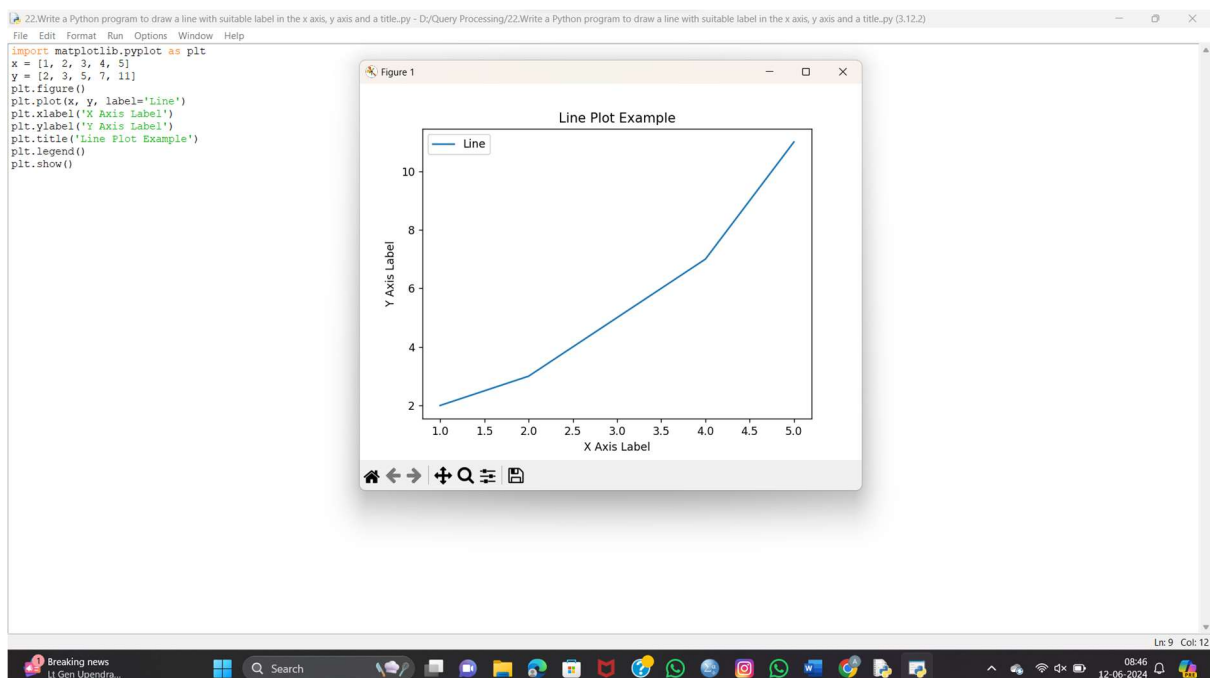 22.Write a Python program to draw a line with suitable label in the x axis, y axis and a title..py - D:/Query Processing/22.Write a Python program to draw a line with suitable label in the x axis, y axis and a title..py (3.12.2)
File Edit Format Run Options Window Help
import matplotlib.pyplot as plt
x = [1, 2, 3, 4, 5]
y = [2, 3, 5, 7, 11]
plt.figure()
plt.plot(x, y, label='Line')
plt.xlabel('X Axis Label')
plt.ylabel('Y Axis Label')
plt.title('Line Plot Example')
plt.legend()
plt.show()
Figure 1
Line Plot Example
Line
10
8
6
4
2
Y Axis Label
1.0 1.5 2.0 2.5 3.0 3.5 4.0 4.5 5.0
X Axis Label
Ln: 9 Col: 12
1
Breaking news
Lt Gen Upendra...
Search
08:46
12-06-2024
PRE